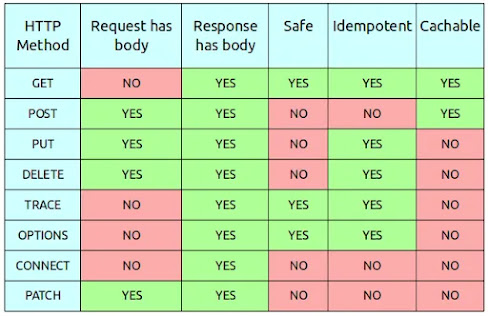 HTTP Method Request has body Response has body Safe Idempotent Cachable
GET NO YES YES YES YES
POST YES YES NO NO YES
PUT YES YES NO YES NO
DELETE YES YES NO YES NO
TRACE NO YES YES YES NO
OPTIONS NO YES YES YES NO
CONNECT NO YES NO NO NO
PATCH YES YES NO NO NO